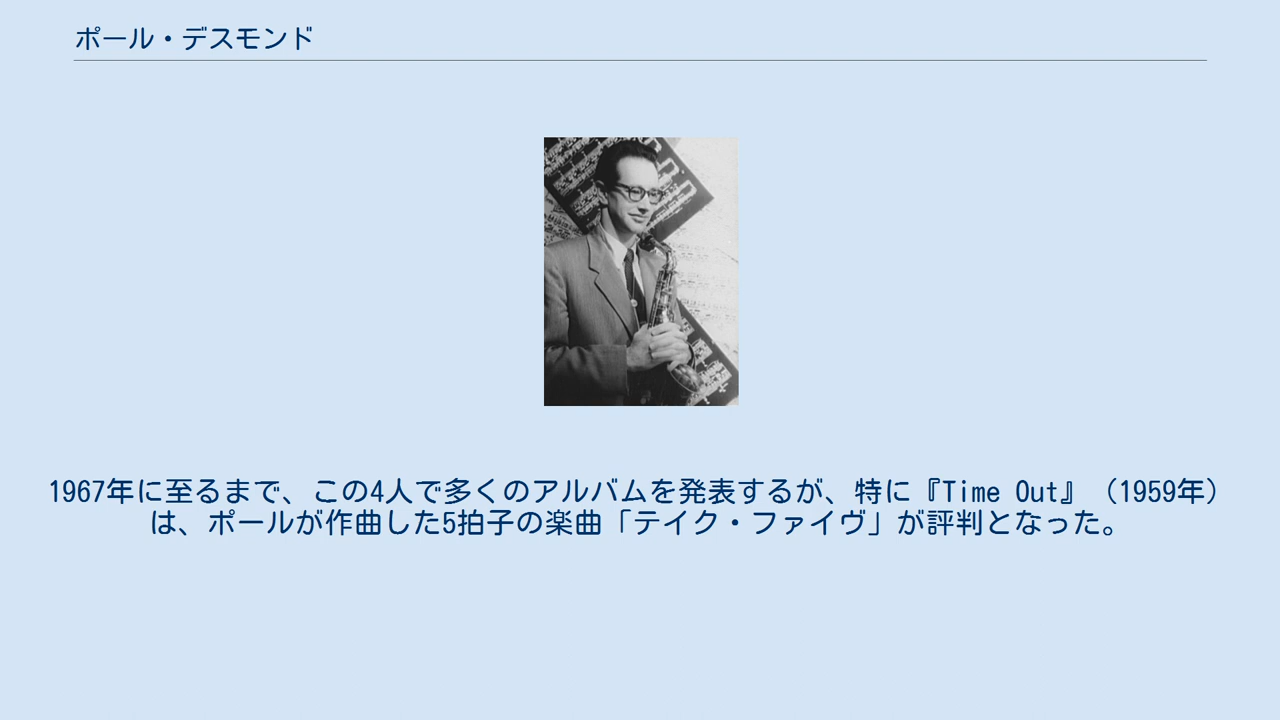 ポール・デスモンド
1967年に至るまで、この4人で多くのアルバムを発表するが、特に『Time Out』（1959年）
は、ポールが作曲した5拍子の楽曲「テイク・ファイヴ」が評判となった。